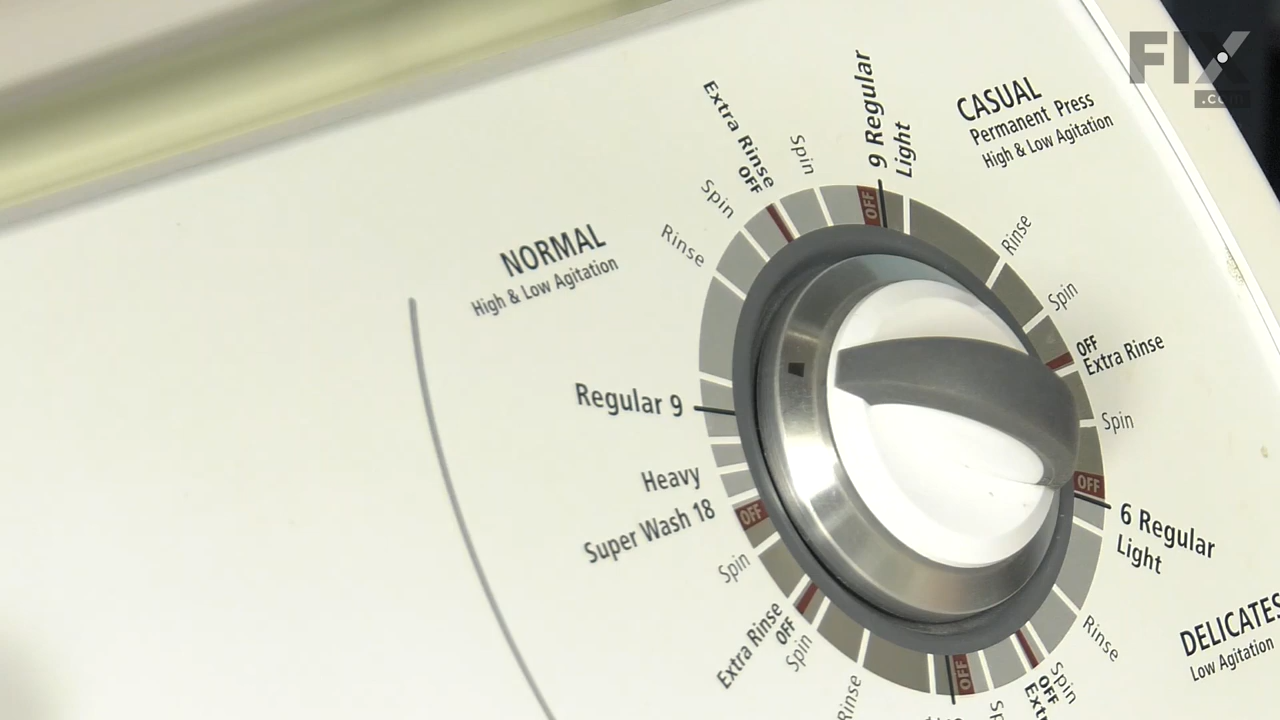 FIX
.com
9 Regular
Light
CASUAL
Permanent Press
High & Low Agitation
Extra Rinse
OFF
Spin
OFF
Spin
Rinse
NORMAL
High & Low Agitation
Rinse
Spin
OFF
Extra Rinse
Regular 9
Spin
Heavy
Super Wash 18
OFF
OFF
6 Regular
Light
Spin
DELICATES
Low Agitation
Extra Rinse
OFF
Spin
Rinse
Rinse
OFF
Spin
OFF